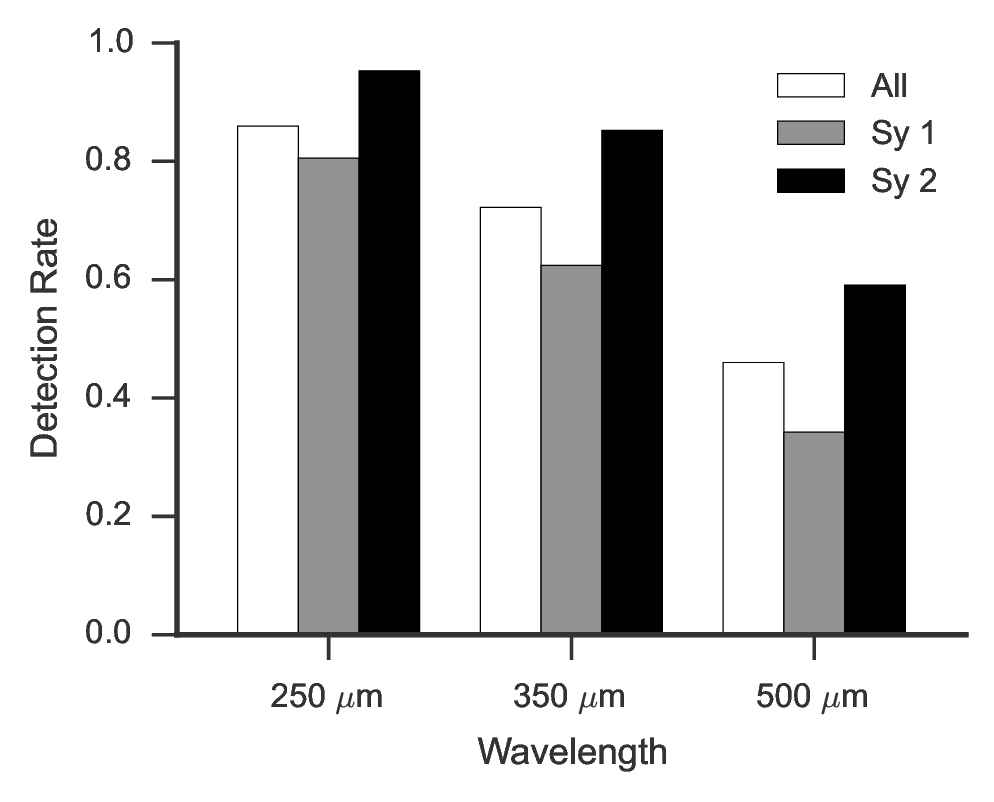 1.0
0.8
0.6
0.4
0.2
0.0
Detection Rate
All
Sy 1
Sy 2
250 μm
350 μm
500 μm
Wavelength